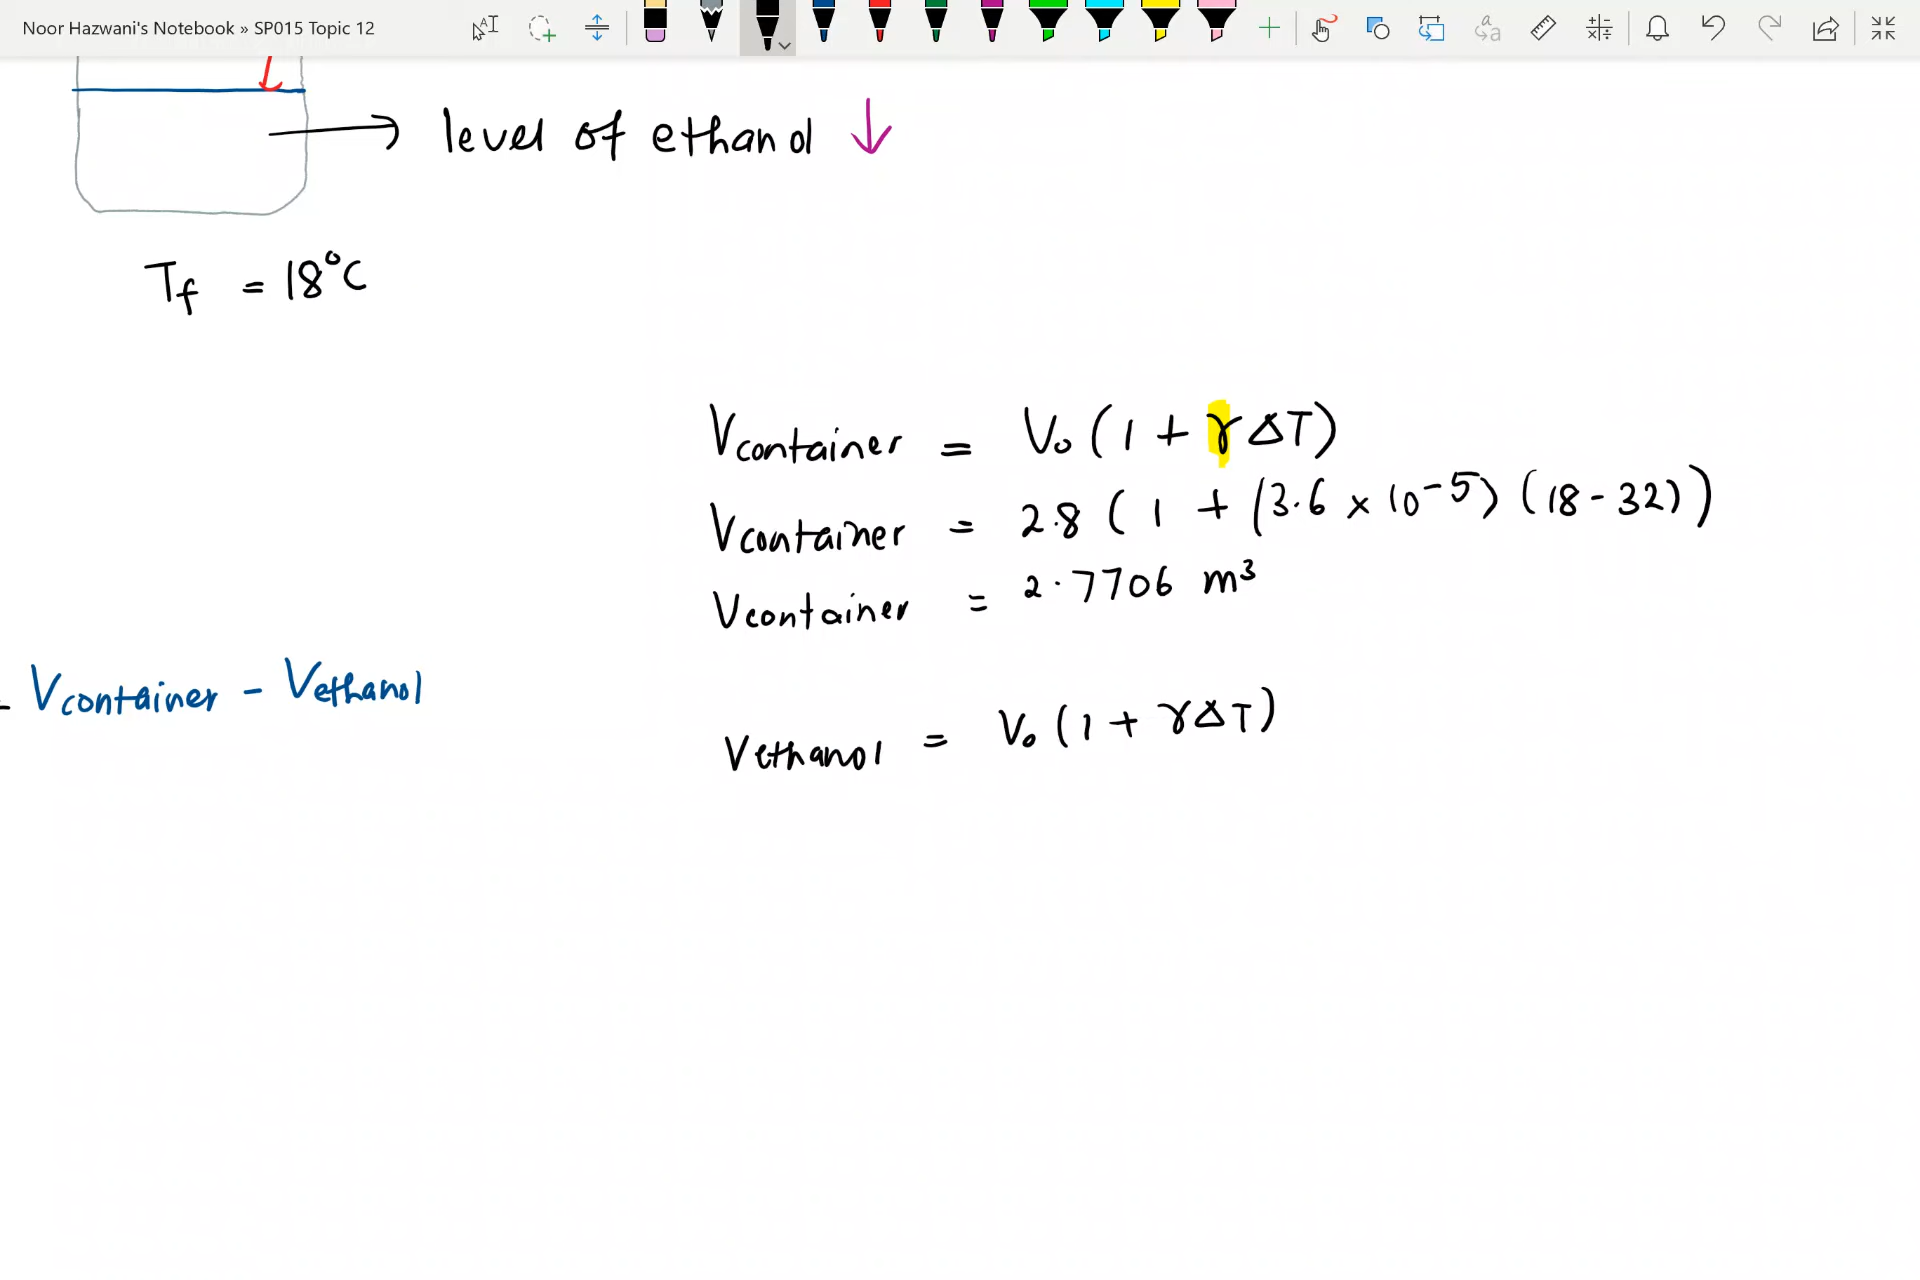 Noor Hazwani's Notebook » SP015 Topic 12
level of ethanol ↓
Tf = 18°C
Vcontainer = V₀ (1 + γΔT)
Vcontainer = 2.8 (1 + (3.6 × 10⁻⁵) (18 - 32))
Vcontainer = 2.7706 m³
Vcontainer - Vethanol
Vethanol = V₀ (1 + γΔT)